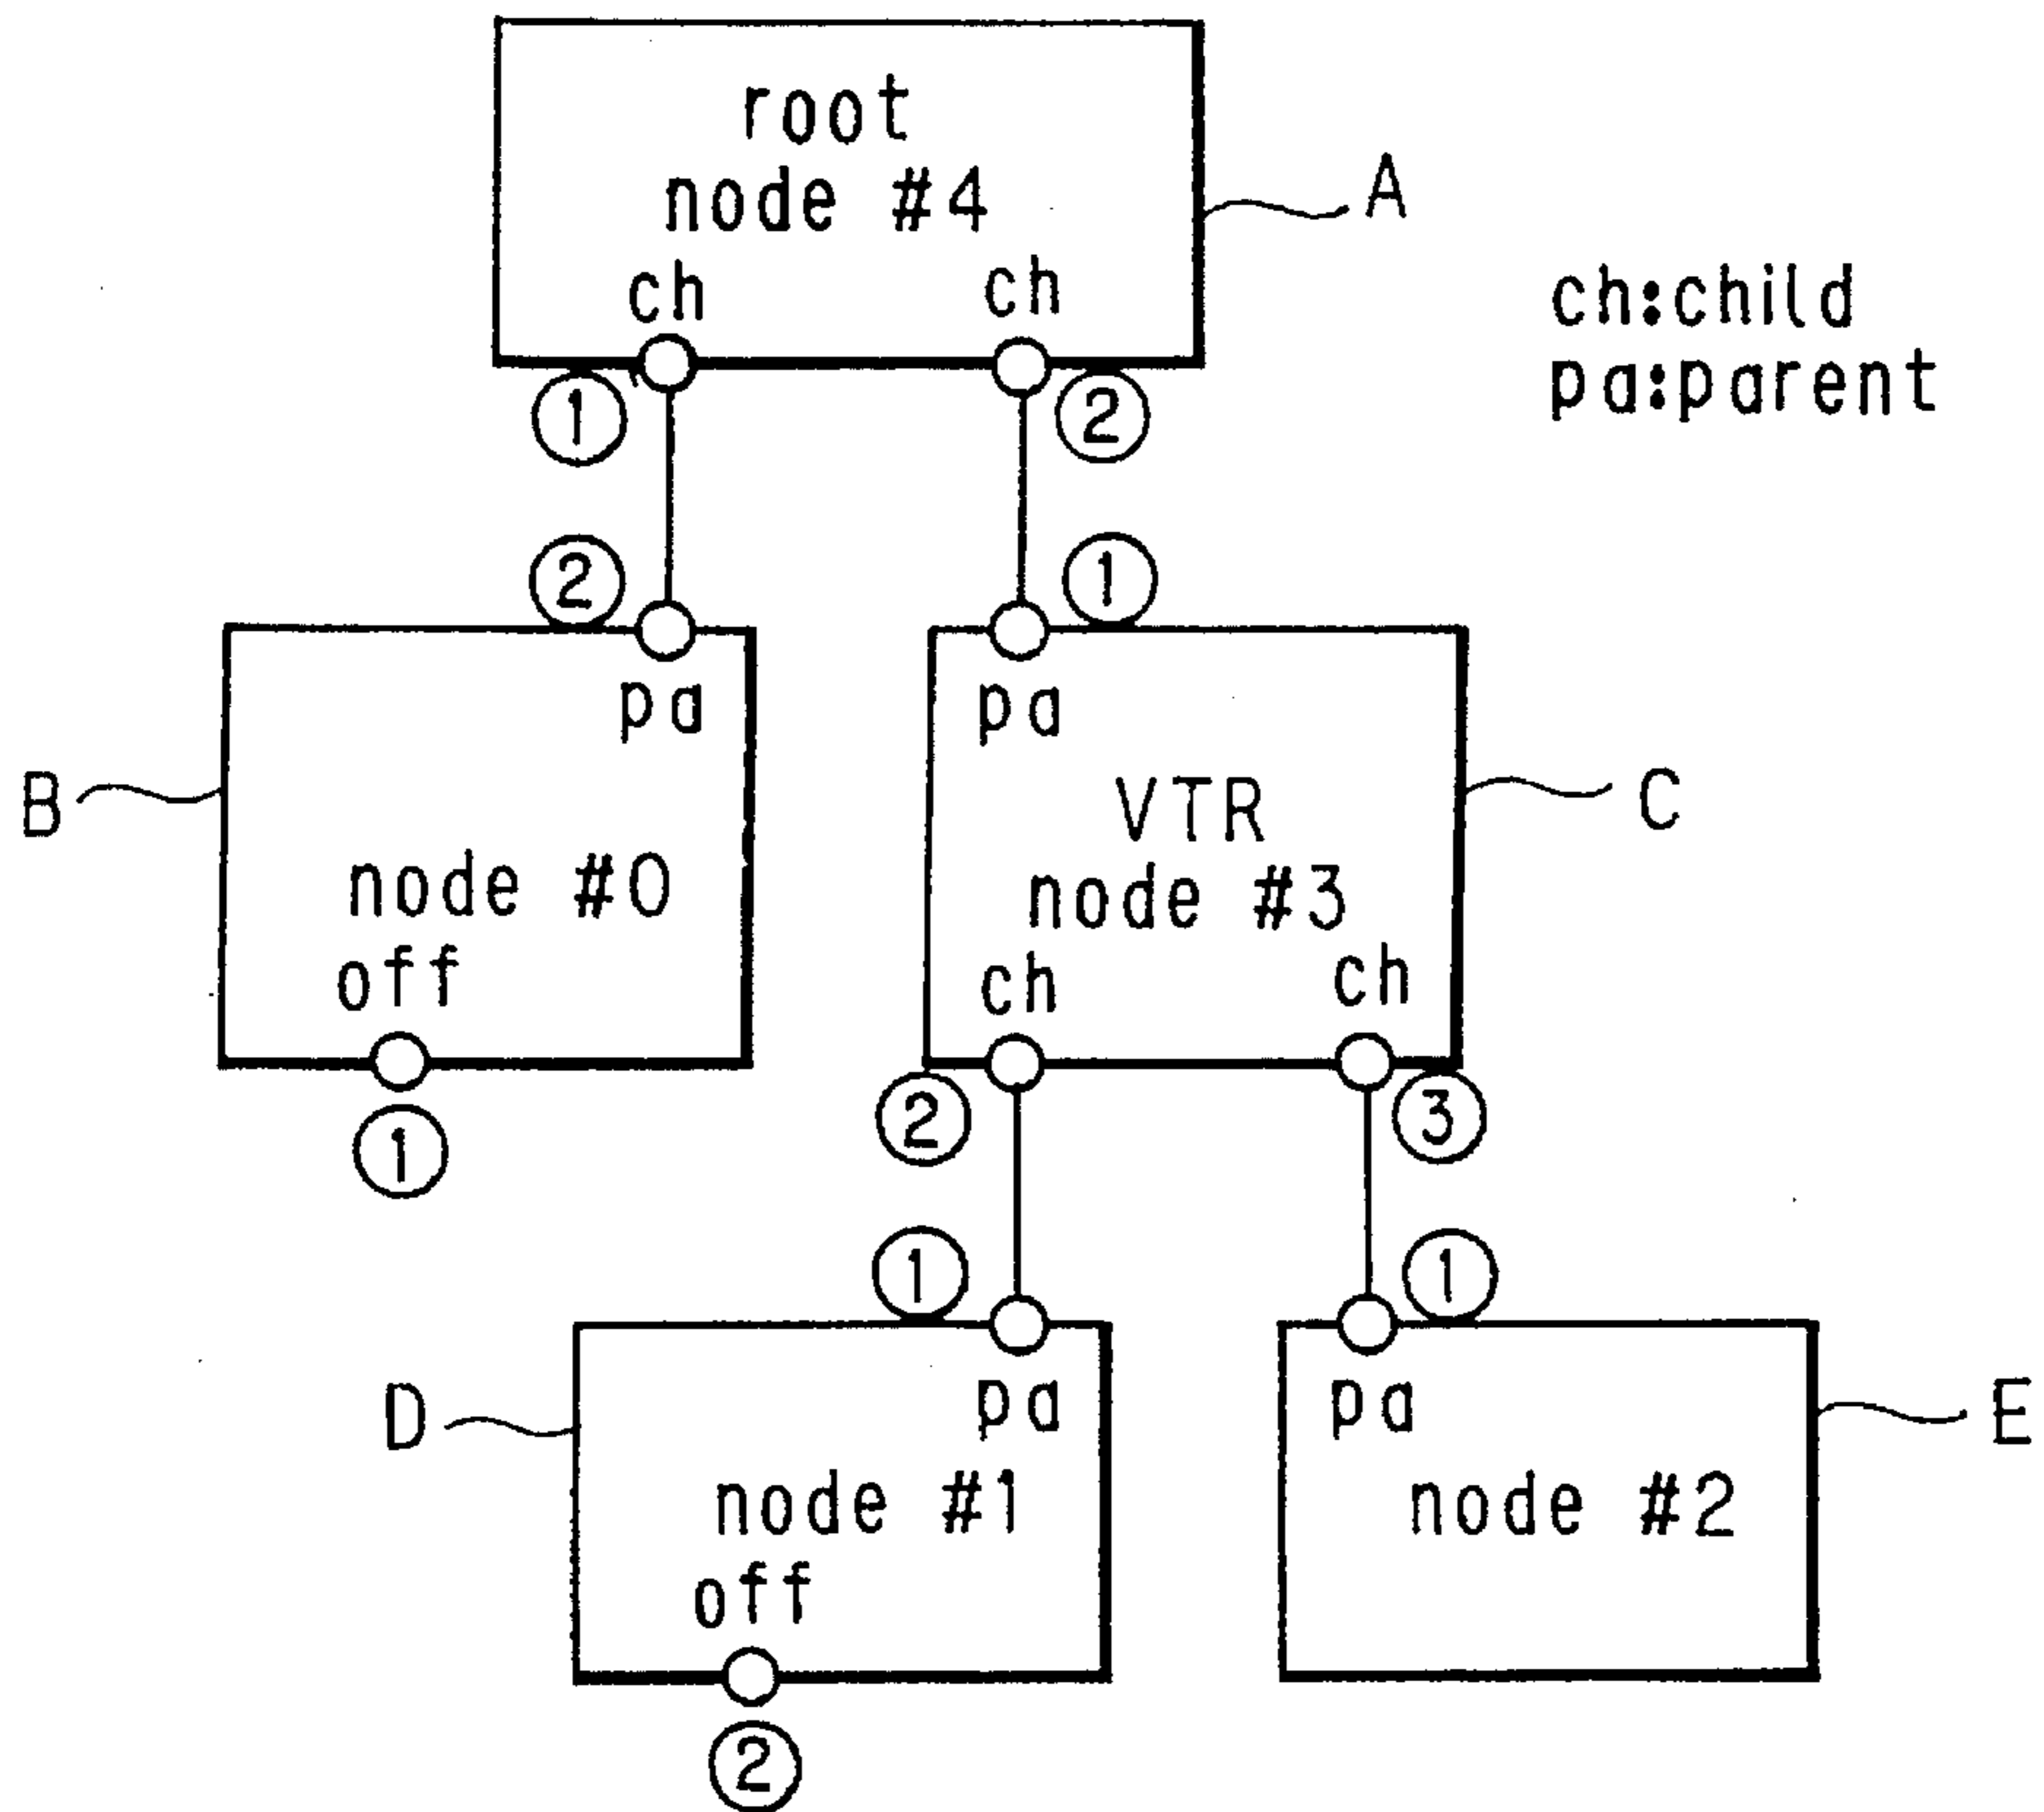 root
node #4
A
ch
ch
ch:child
pa:parent
①
②
②
①
pa
pa
B
VTR
C
node #0
node #3
off
ch
ch
②
③
①
①
①
D
pa
pa
E
node #1
node #2
off
②